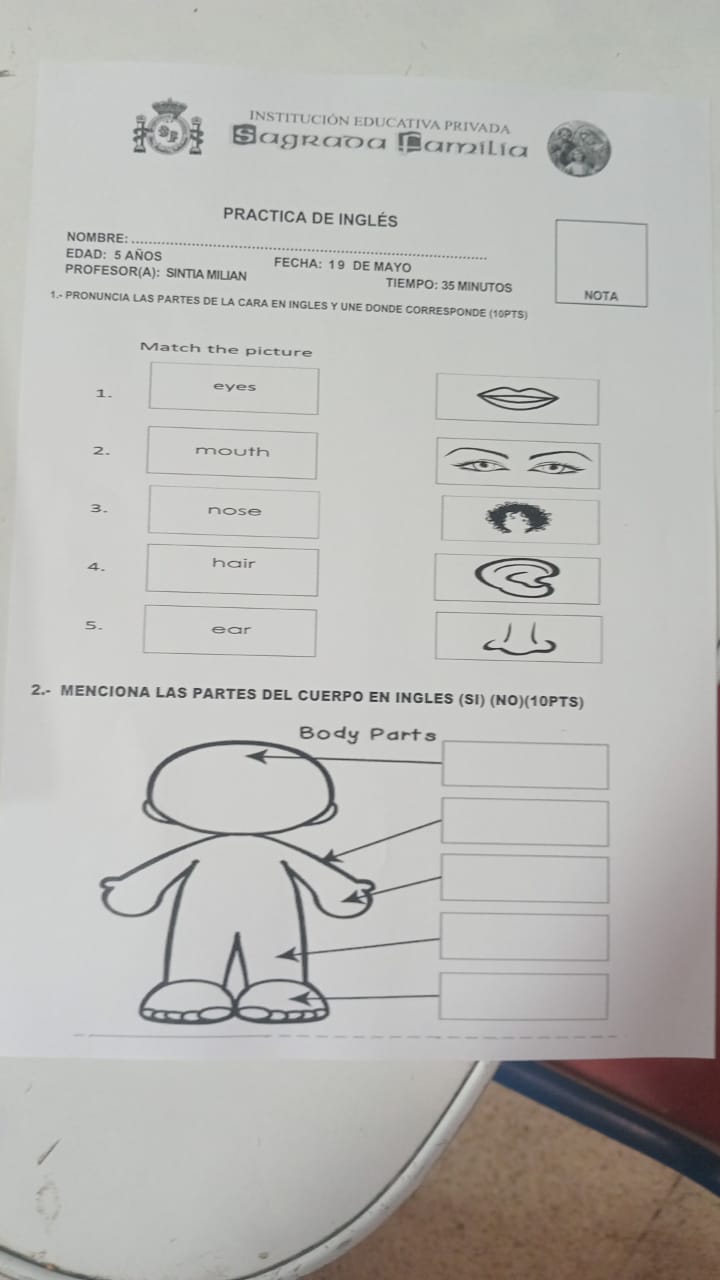 INSTITUCIÓN EDUCATIVA PRIVADA
Sagrada Familia
SF
PRACTICA DE INGLÉS
NOMBRE:
EDAD: 5 AÑOS
FECHA: 19 DE MAYO
PROFESOR(A): SINTIA MILIAN
TIEMPO: 35 MINUTOS
NOTA
1.- PRONUNCIA LAS PARTES DE LA CARA EN INGLES Y UNE DONDE CORRESPONDE (10PTS)
Match the picture
1. eyes
2. mouth
3. nose
4. hair
5. ear
2.- MENCIONA LAS PARTES DEL CUERPO EN INGLES (SI) (NO)(10PTS)
Body Parts